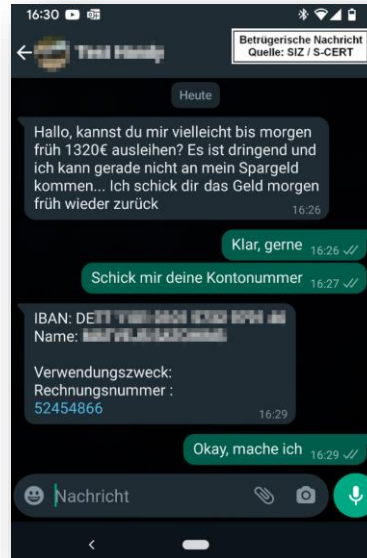 16:30
Betrügerische Nachricht
Quelle: SIZ / S-CERT
Heute
Hallo, kannst du mir vielleicht bis morgen
früh 1320€ ausleihen? Es ist dringend und
ich kann gerade nicht an mein Spargeld
kommen... Ich schick dir das Geld morgen
früh wieder zurück
16:26
Klar, gerne 16:26
Schick mir deine Kontonummer 16:27
IBAN: DE
Name:
Verwendungszweck:
Rechnungsnummer :
52454866
16:29
Okay, mache ich 16:29
Nachricht